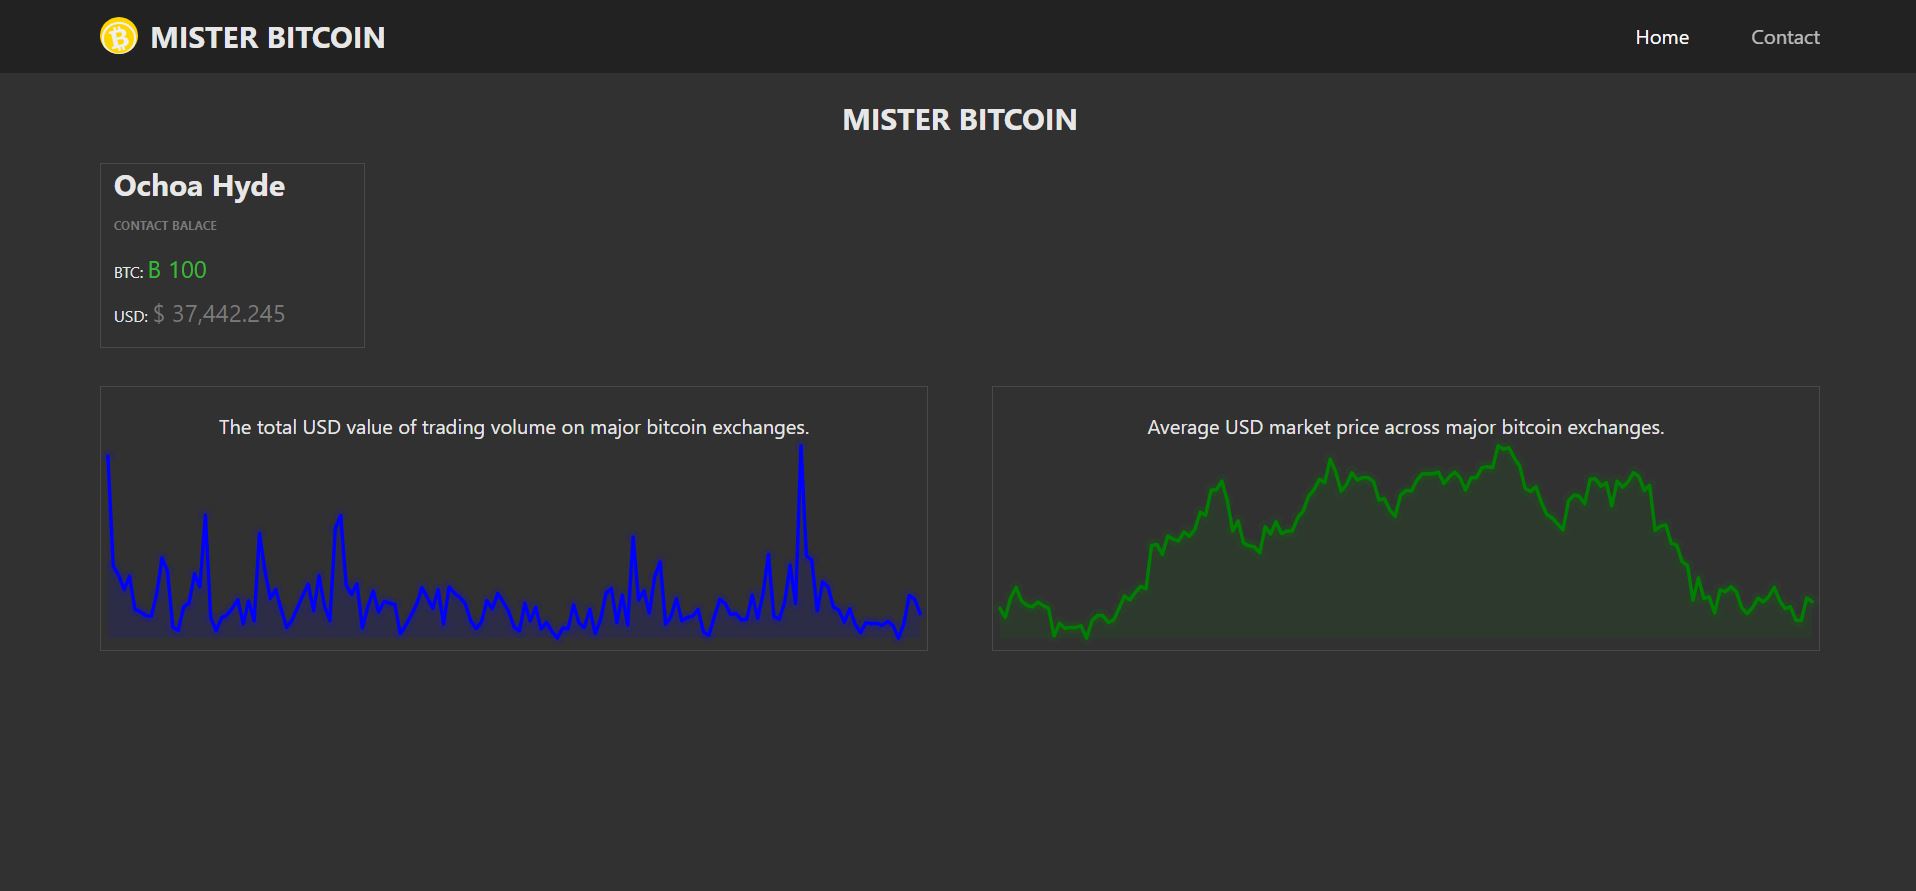 MISTER BITCOIN
Home
Contact
MISTER BITCOIN
Ochoa Hyde
CONTACT BALACE
BTC: B 100
USD: $ 37,442.245
The total USD value of trading volume on major bitcoin exchanges.
Average USD market price across major bitcoin exchanges.